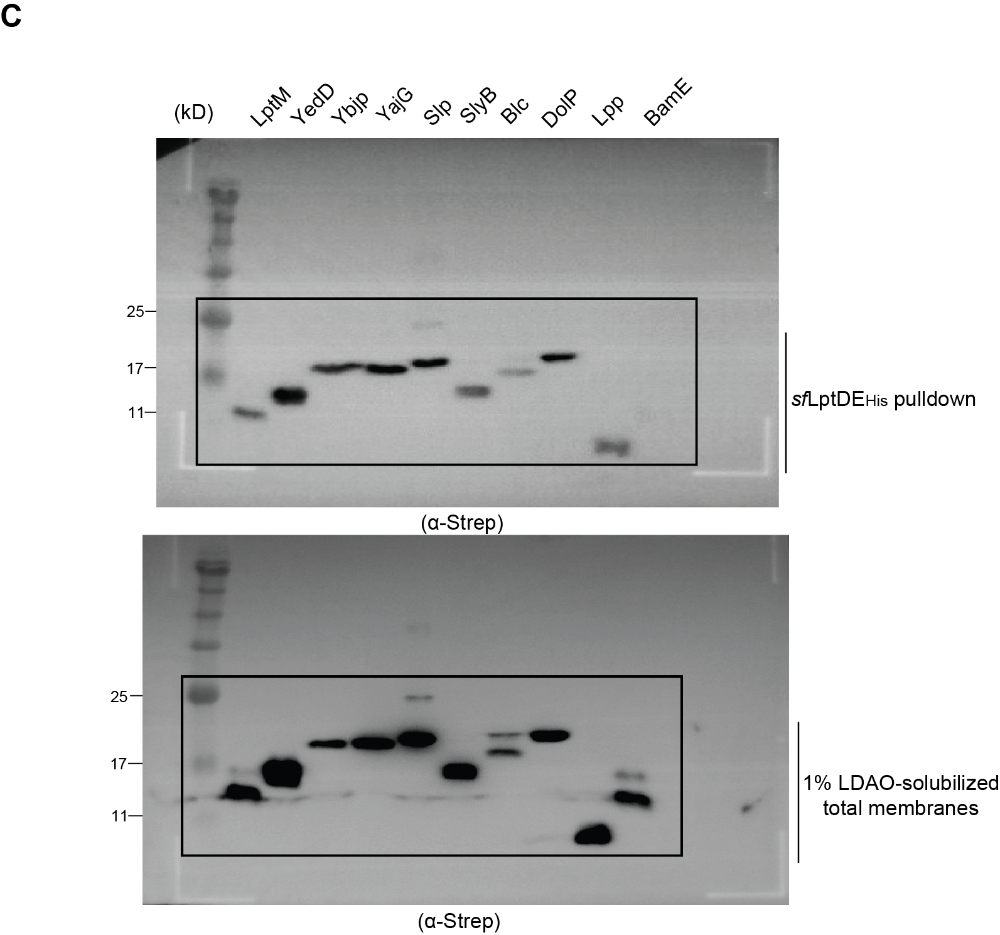 C
(kD) LptM YedD Ybjp YajG Slp SlyB Blc DolP Lpp BamE
25
17
11
sfLptDEHis pulldown
(α-Strep)
25
17
11
1% LDAO-solubilized
total membranes
(α-Strep)